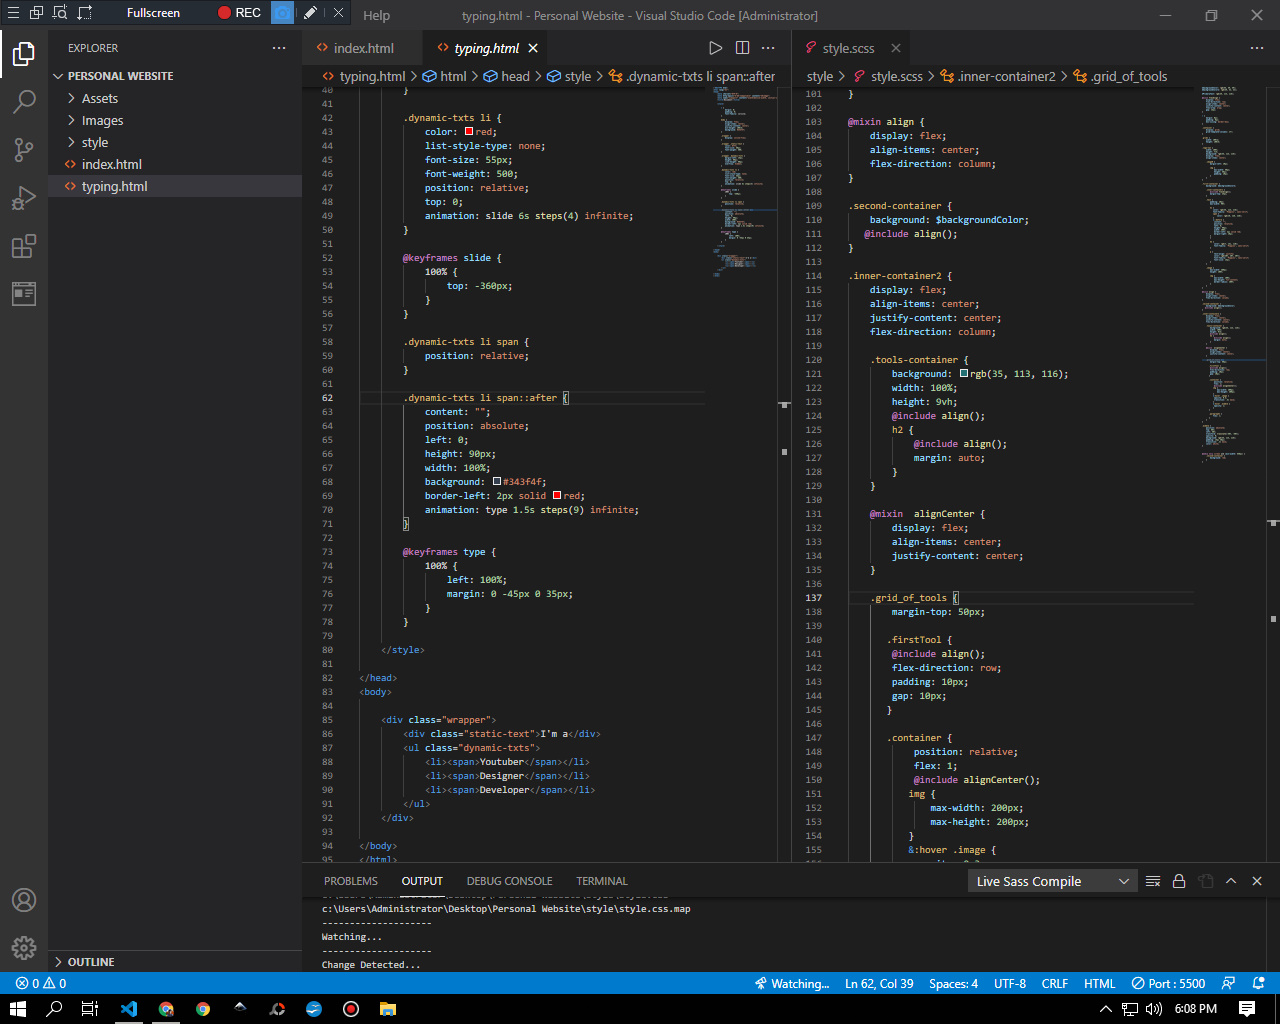 Fullscreen
REC
Help
typing.html - Personal Website - Visual Studio Code [Administrator]
EXPLORER
PERSONAL WEBSITE
Assets
Images
style
index.html
typing.html
OUTLINE
index.html
typing.html
typing.html > html > head > style > .dynamic-txts li span::after
40 }
41
42 .dynamic-txts li {
43 color: red;
44 list-style-type: none;
45 font-size: 55px;
46 font-weight: 500;
47 position: relative;
48 top: 0;
49 animation: slide 6s steps(4) infinite;
50 }
51
52 @keyframes slide {
53 100% {
54 top: -360px;
55 }
56 }
57
58 .dynamic-txts li span {
59 position: relative;
60 }
61
62 .dynamic-txts li span::after {
63 content: "";
64 position: absolute;
65 left: 0;
66 height: 90px;
67 width: 100%;
68 background: #343f4f;
69 border-left: 2px solid red;
70 animation: type 1.5s steps(9) infinite;
71 }
72
73 @keyframes type {
74 100% {
75 left: 100%;
76 margin: 0 -45px 0 35px;
77 }
78 }
79
80 </style>
81
82 </head>
83 <body>
84
85 <div class="wrapper">
86 <div class="static-text">I'm a</div>
87 <ul class="dynamic-txts">
88 <li><span>Youtuber</span></li>
89 <li><span>Designer</span></li>
90 <li><span>Developer</span></li>
91 </ul>
92 </div>
93
94 </body>
95 </html>
style.scss
style > style.scss > .inner-container2 > .grid_of_tools
101 }
102
103 @mixin align {
104 display: flex;
105 align-items: center;
106 flex-direction: column;
107 }
108
109 .second-container {
110 background: $backgroundColor;
111 @include align();
112 }
113
114 .inner-container2 {
115 display: flex;
116 align-items: center;
117 justify-content: center;
118 flex-direction: column;
119
120 .tools-container {
121 background: rgb(35, 113, 116);
122 width: 100%;
123 height: 9vh;
124 @include align();
125 h2 {
126 @include align();
127 margin: auto;
128 }
129 }
130
131 @mixin  alignCenter {
132 display: flex;
133 align-items: center;
134 justify-content: center;
135 }
136
137 .grid_of_tools {
138 margin-top: 50px;
139
140 .firstTool {
141 @include align();
142 flex-direction: row;
143 padding: 10px;
144 gap: 10px;
145 }
146
147 .container {
148 position: relative;
149 flex: 1;
150 @include alignCenter();
151 img {
152 max-width: 200px;
153 max-height: 200px;
154 }
155 &:hover .image {
PROBLEMS
OUTPUT
DEBUG CONSOLE
TERMINAL
Live Sass Compile
c:\Users\Administrator\Desktop\Personal Website\style\style.css.map
--------------------
Watching...
--------------------
Change Detected...
0 0
Watching...
Ln 62, Col 39
Spaces: 4
UTF-8
CRLF
HTML
Port : 5500
6:08 PM